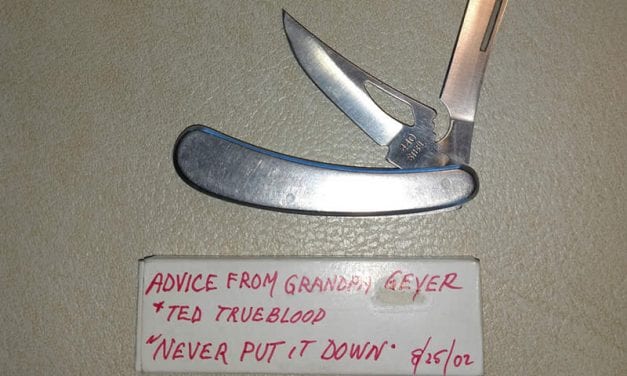 ADVICE FROM GRANDPA GEYER
* TED TRUEBLOOD
"NEVER PUT IT DOWN" 8/25/02